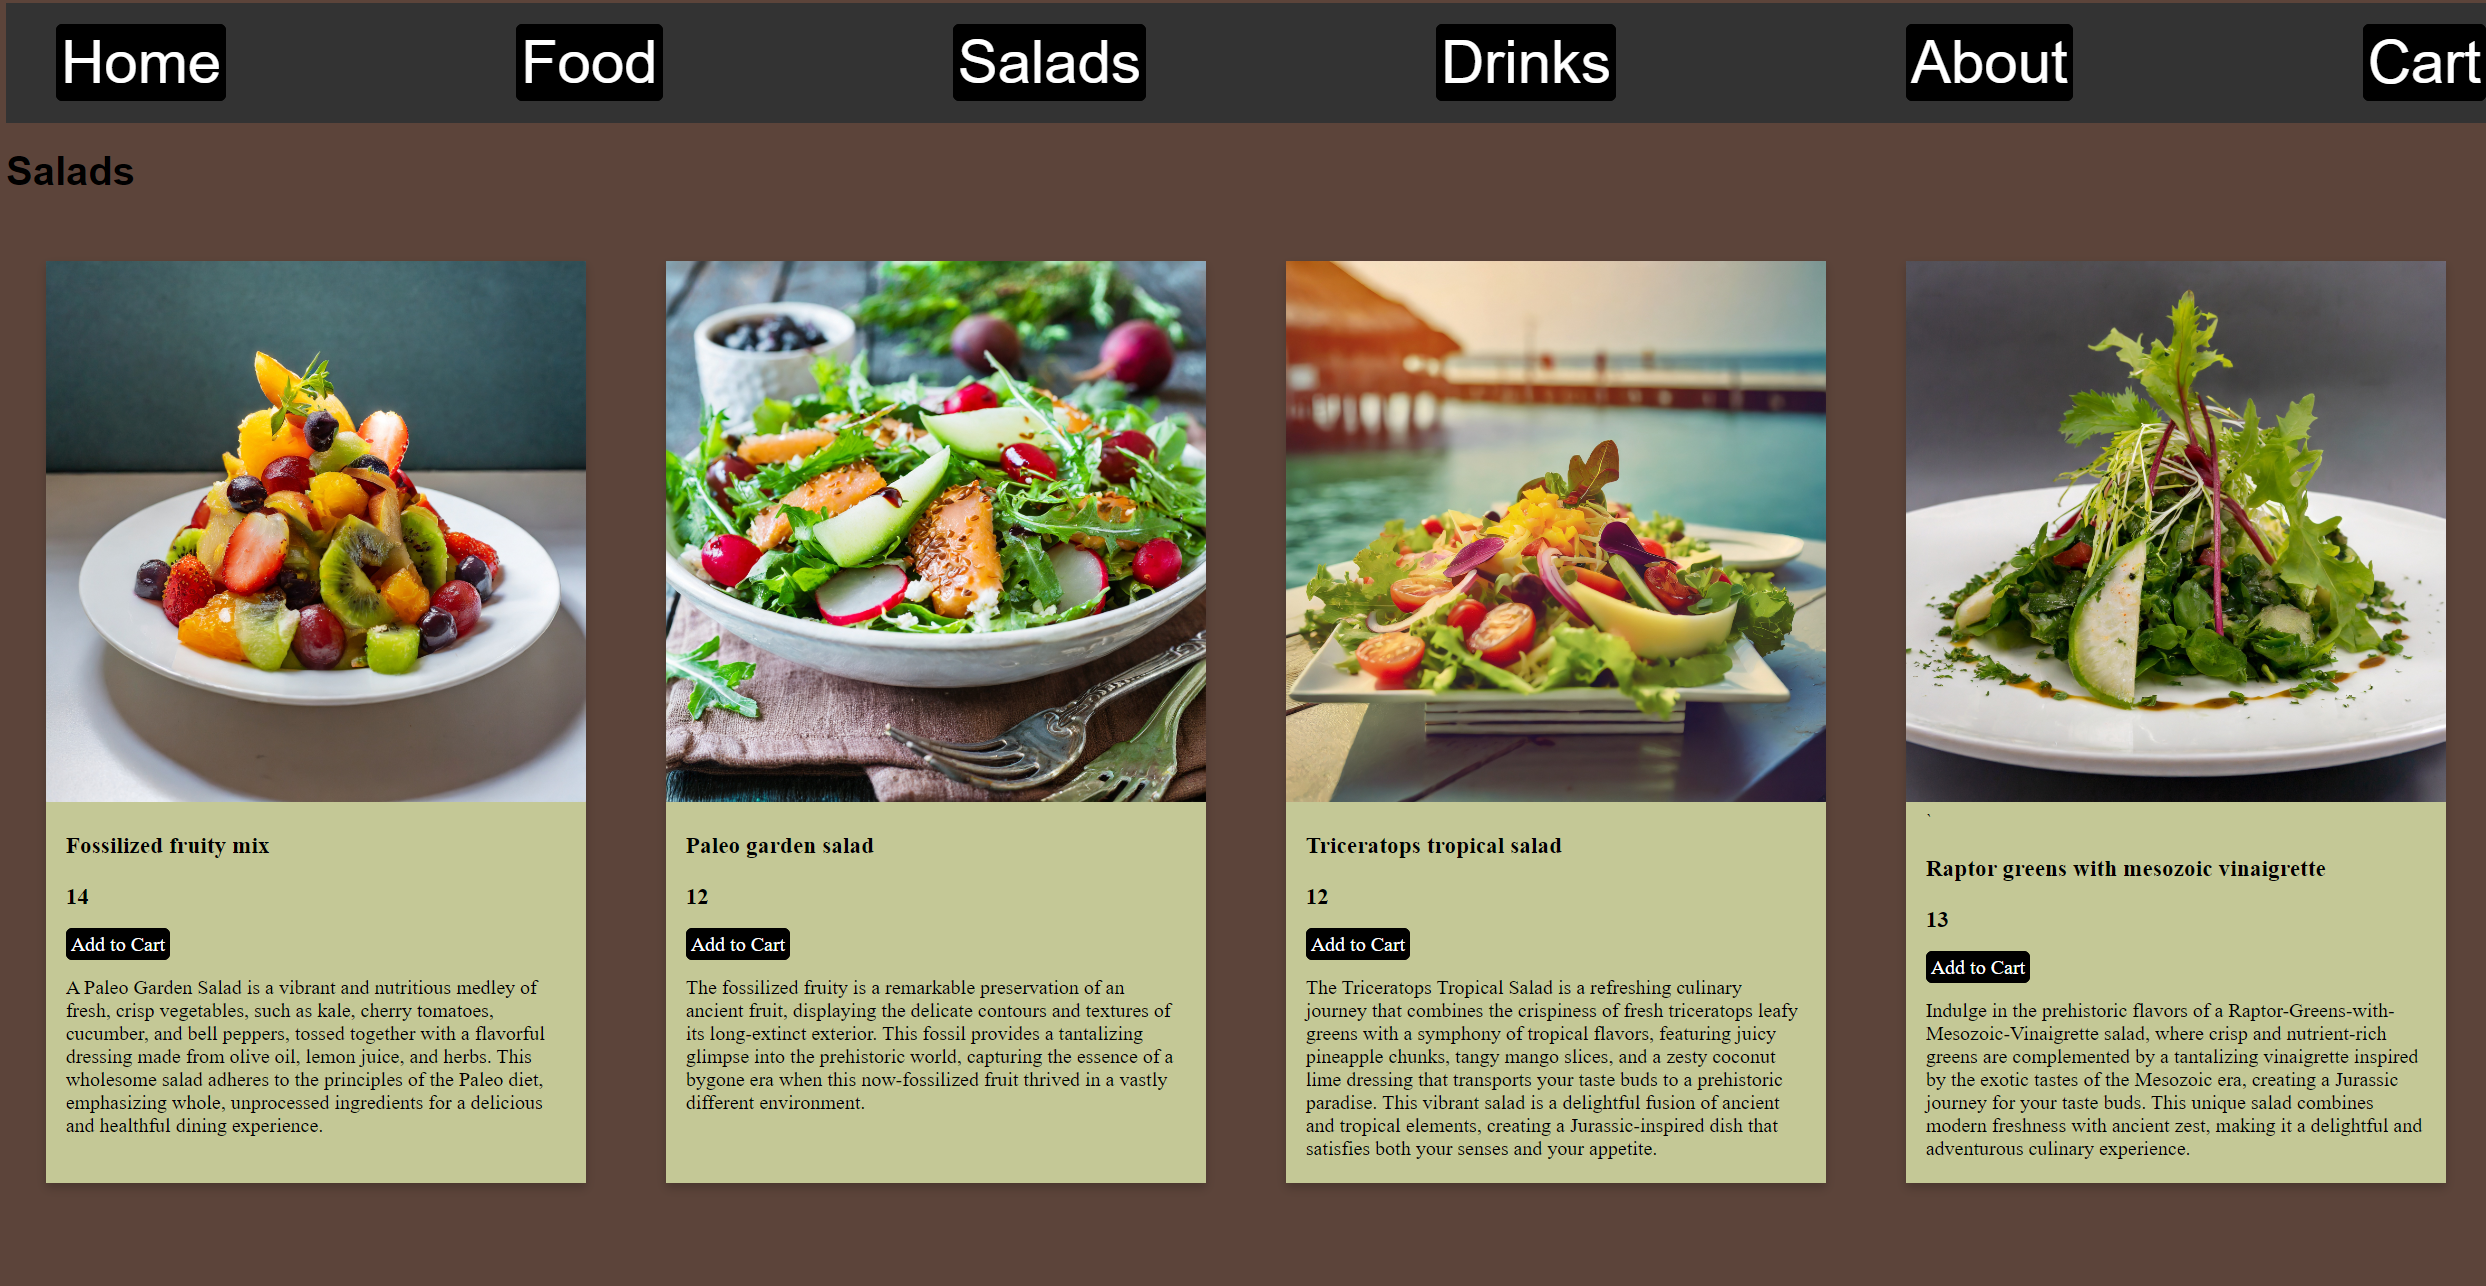 Home Food Salads Drinks About Cart
Salads
Fossilized fruity mix
14
Add to Cart
A Paleo Garden Salad is a vibrant and nutritious medley of
fresh, crisp vegetables, such as kale, cherry tomatoes,
cucumber, and bell peppers, tossed together with a flavorful
dressing made from olive oil, lemon juice, and herbs. This
wholesome salad adheres to the principles of the Paleo diet,
emphasizing whole, unprocessed ingredients for a delicious
and healthful dining experience.
Paleo garden salad
12
Add to Cart
The fossilized fruity is a remarkable preservation of an
ancient fruit, displaying the delicate contours and textures of
its long-extinct exterior. This fossil provides a tantalizing
glimpse into the prehistoric world, capturing the essence of a
bygone era when this now-fossilized fruit thrived in a vastly
different environment.
Triceratops tropical salad
12
Add to Cart
The Triceratops Tropical Salad is a refreshing culinary
journey that combines the crispiness of fresh triceratops leafy
greens with a symphony of tropical flavors, featuring juicy
pineapple chunks, tangy mango slices, and a zesty coconut
lime dressing that transports your taste buds to a prehistoric
paradise. This vibrant salad is a delightful fusion of ancient
and tropical elements, creating a Jurassic-inspired dish that
satisfies both your senses and your appetite.
`
Raptor greens with mesozoic vinaigrette
13
Add to Cart
Indulge in the prehistoric flavors of a Raptor-Greens-with-
Mesozoic-Vinaigrette salad, where crisp and nutrient-rich
greens are complemented by a tantalizing vinaigrette inspired
by the exotic tastes of the Mesozoic era, creating a Jurassic
journey for your taste buds. This unique salad combines
modern freshness with ancient zest, making it a delightful and
adventurous culinary experience.